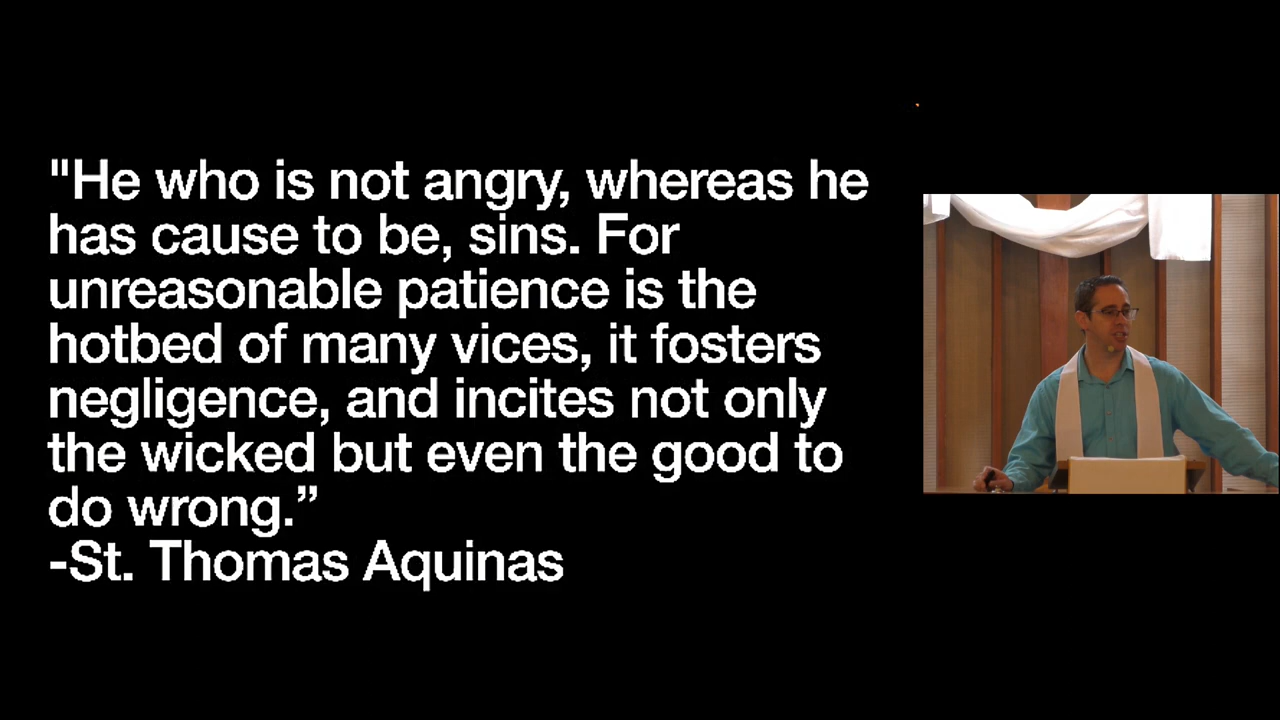 "He who is not angry, whereas he
has cause to be, sins. For
unreasonable patience is the
hotbed of many vices, it fosters
negligence, and incites not only
the wicked but even the good to
do wrong.”
-St. Thomas Aquinas